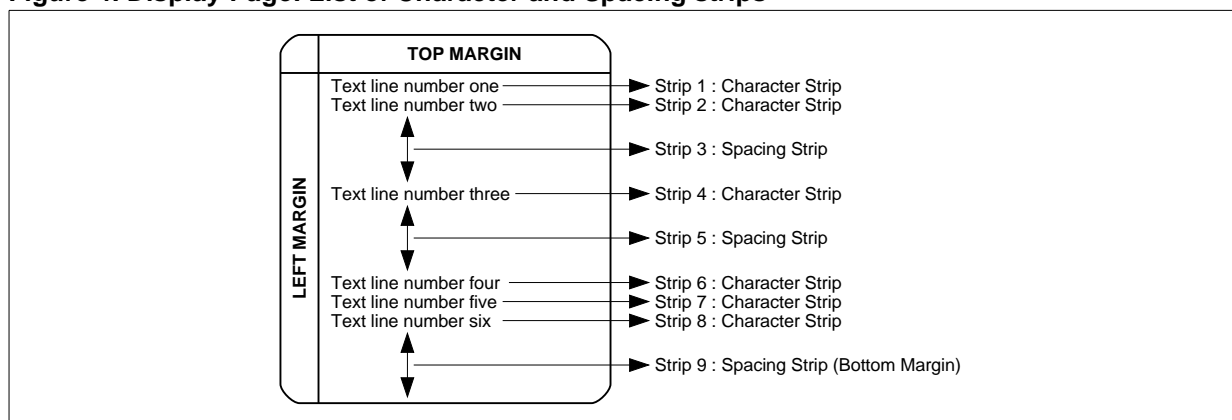 Figure 4. Display Page: List of Character and Spacing strips
TOP MARGIN
LEFT MARGIN
Text line number one
Strip 1 : Character Strip
Text line number two
Strip 2 : Character Strip
Strip 3 : Spacing Strip
Text line number three
Strip 4 : Character Strip
Strip 5 : Spacing Strip
Text line number four
Strip 6 : Character Strip
Text line number five
Strip 7 : Character Strip
Text line number six
Strip 8 : Character Strip
Strip 9 : Spacing Strip (Bottom Margin)